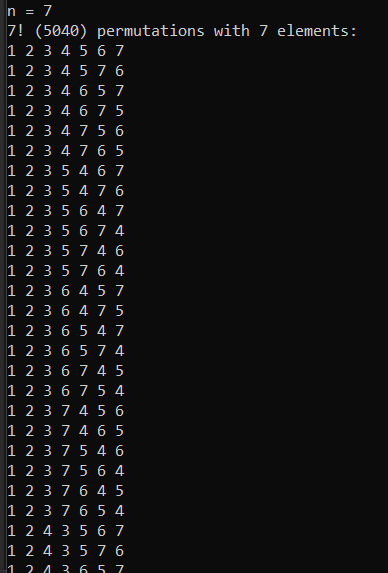 n = 7
7! (5040) permutations with 7 elements:
1 2 3 4 5 6 7
1 2 3 4 5 7 6
1 2 3 4 6 5 7
1 2 3 4 6 7 5
1 2 3 4 7 5 6
1 2 3 4 7 6 5
1 2 3 5 4 6 7
1 2 3 5 4 7 6
1 2 3 5 6 4 7
1 2 3 5 6 7 4
1 2 3 5 7 4 6
1 2 3 5 7 6 4
1 2 3 6 4 5 7
1 2 3 6 4 7 5
1 2 3 6 5 4 7
1 2 3 6 5 7 4
1 2 3 6 7 4 5
1 2 3 6 7 5 4
1 2 3 7 4 5 6
1 2 3 7 4 6 5
1 2 3 7 5 4 6
1 2 3 7 5 6 4
1 2 3 7 6 4 5
1 2 3 7 6 5 4
1 2 4 3 5 6 7
1 2 4 3 5 7 6
1 2 4 3 6 5 7